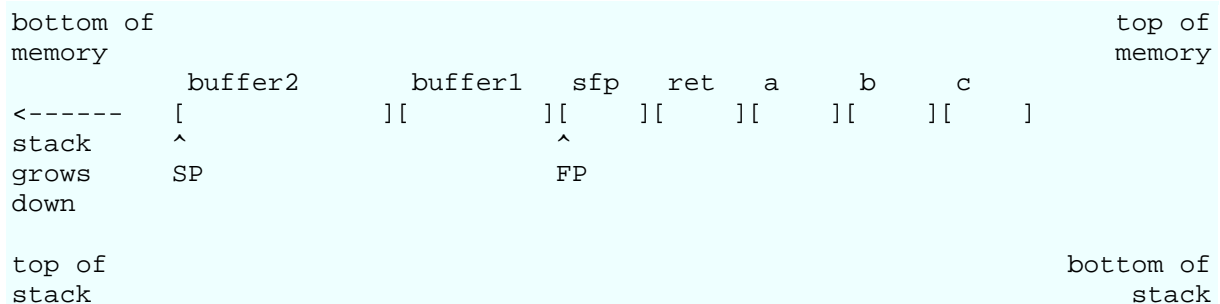 bottom of top of
memory memory
buffer2 buffer1 sfp ret a b c
<------ [ ][ ][ ][ ][ ][ ][ ]
stack ^ ^
grows SP FP
down
top of bottom of
stack stack